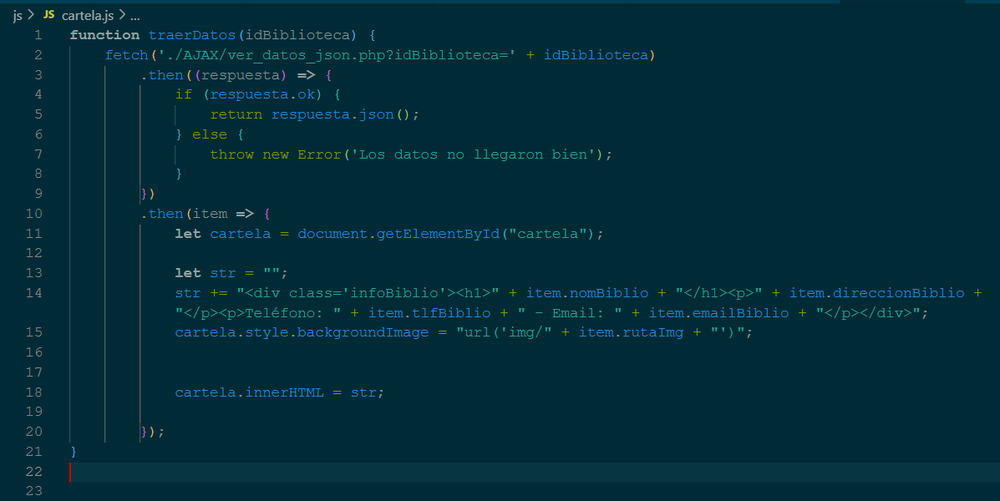 js > JS cartela.js > ...
1 function traerDatos(idBiblioteca) {
2 fetch('./AJAX/ver_datos_json.php?idBiblioteca=' + idBiblioteca)
3 .then((respuesta) => {
4 if (respuesta.ok) {
5 return respuesta.json();
6 } else {
7 throw new Error('Los datos no llegaron bien');
8 }
9 })
10 .then(item => {
11 let cartela = document.getElementById("cartela");
12
13 let str = "";
14 str += "<div class='infoBiblio'><h1>" + item.nomBiblio + "</h1><p>" + item.direccionBiblio +
"</p><p>Teléfono: " + item.tlfBiblio + " - Email: " + item.emailBiblio + "</p></div>";
15 cartela.style.backgroundImage = "url('img/" + item.rutaImg + "')";
16
17
18 cartela.innerHTML = str;
19
20 });
21 }
22
23